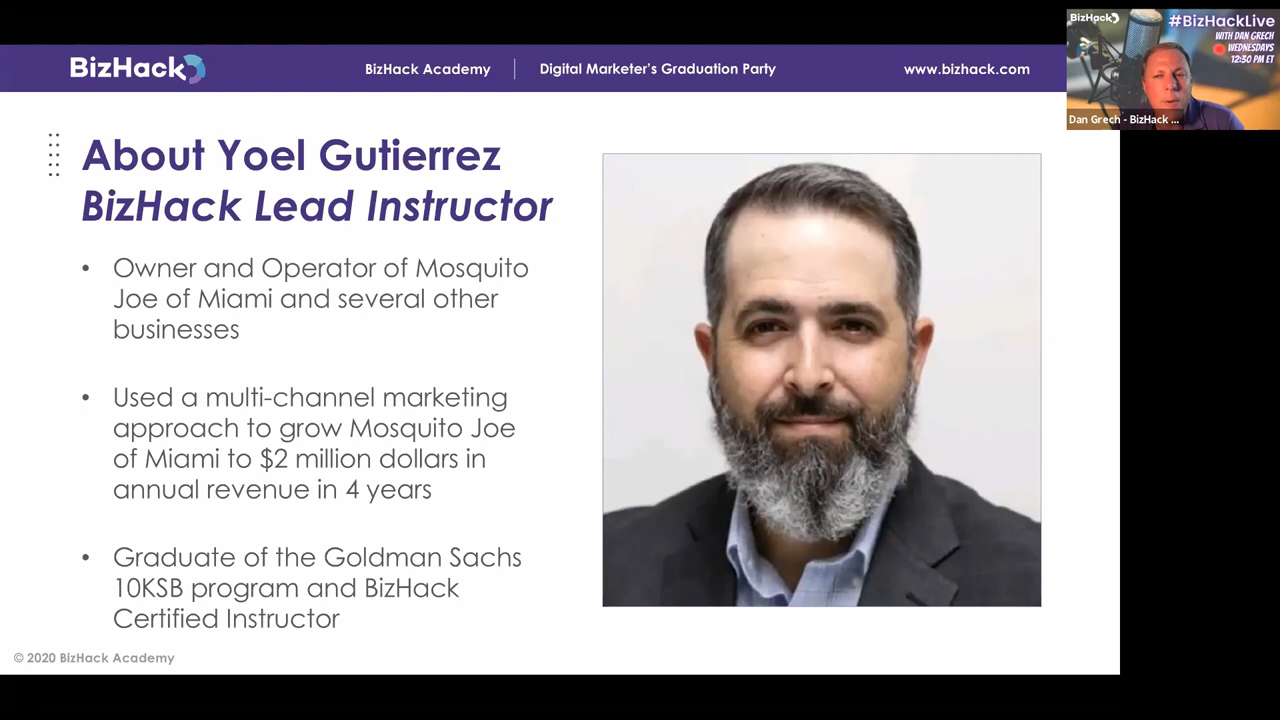 BizHack
BizHack Academy
Digital Marketer's Graduation Party
www.bizhack.com
About Yoel Gutierrez
BizHack Lead Instructor
• Owner and Operator of Mosquito
Joe of Miami and several other
businesses
• Used a multi-channel marketing
approach to grow Mosquito Joe
of Miami to $2 million dollars in
annual revenue in 4 years
• Graduate of the Goldman Sachs
10KSB program and BizHack
Certified Instructor
© 2020 BizHack Academy
BizHack
#BizHackLive
WITH DAN GRECH
WEDNESDAYS
12:30 PM ET
Dan Grech - BizHack ...